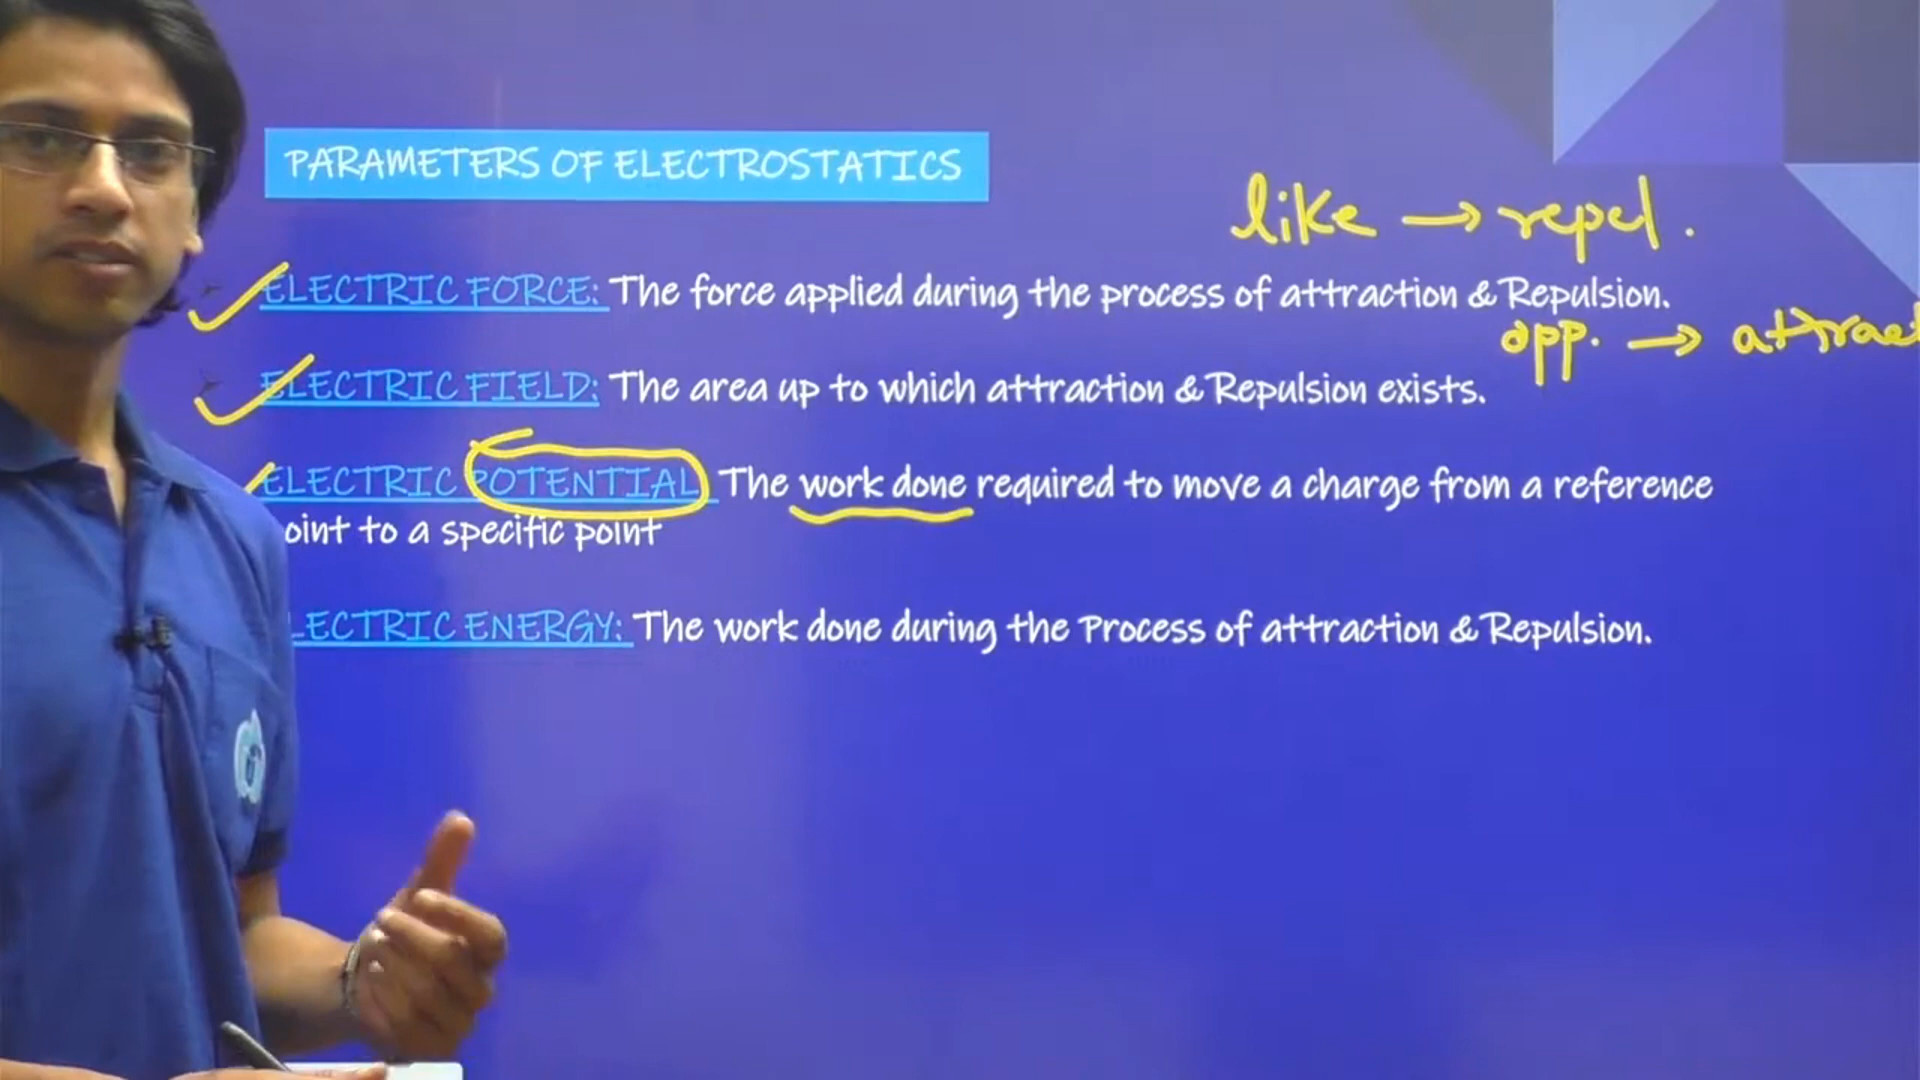 PARAMETERS OF ELECTROSTATICS
like → repel.
ELECTRIC FORCE: The force applied during the process of attraction & Repulsion.
opp. → attract
ELECTRIC FIELD: The area up to which attraction & Repulsion exists.
ELECTRIC POTENTIAL The work done required to move a charge from a reference
oint to a specific point
LECTRIC ENERGY: The work done during the Process of attraction & Repulsion.